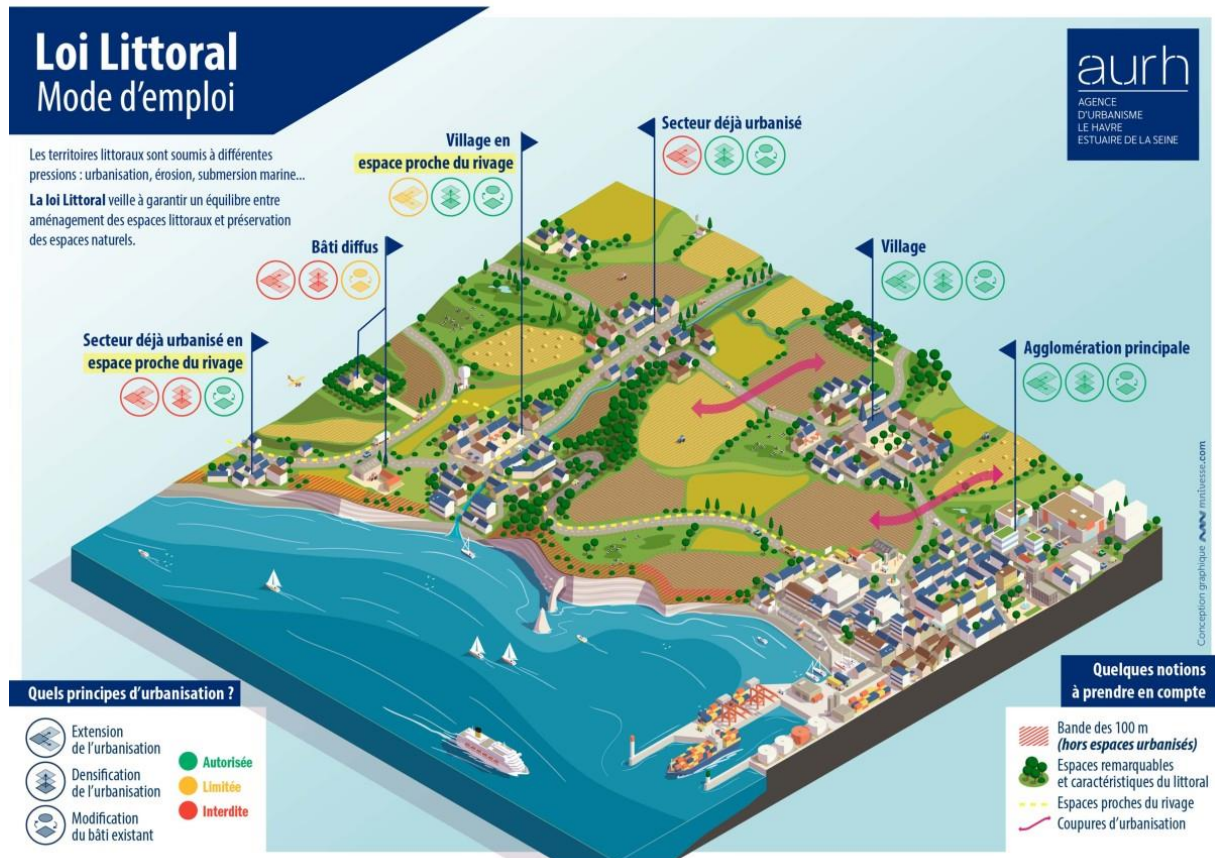 Loi Littoral
Mode d'emploi
Les territoires littoraux sont soumis à différentes
pressions : urbanisation, érosion, submersion marine...
La loi Littoral veille à garantir un équilibre entre
aménagement des espaces littoraux et préservation
des espaces naturels.
aurh
AGENCE
D'URBANISME
LE HAVRE
ESTUAIRE DE LA SEINE
Secteur déjà urbanisé
Village en
espace proche du rivage
Bâti diffus
Village
Secteur déjà urbanisé en
espace proche du rivage
Agglomération principale
Conception graphique mnivesse.com
Quels principes d'urbanisation ?
Extension
de l'urbanisation
Densification
de l'urbanisation
Modification
du bâti existant
Autorisée
Limitée
Interdite
Quelques notions
à prendre en compte
Bande des 100 m
(hors espaces urbanisés)
Espaces remarquables
et caractéristiques du littoral
Espaces proches du rivage
Coupures d'urbanisation